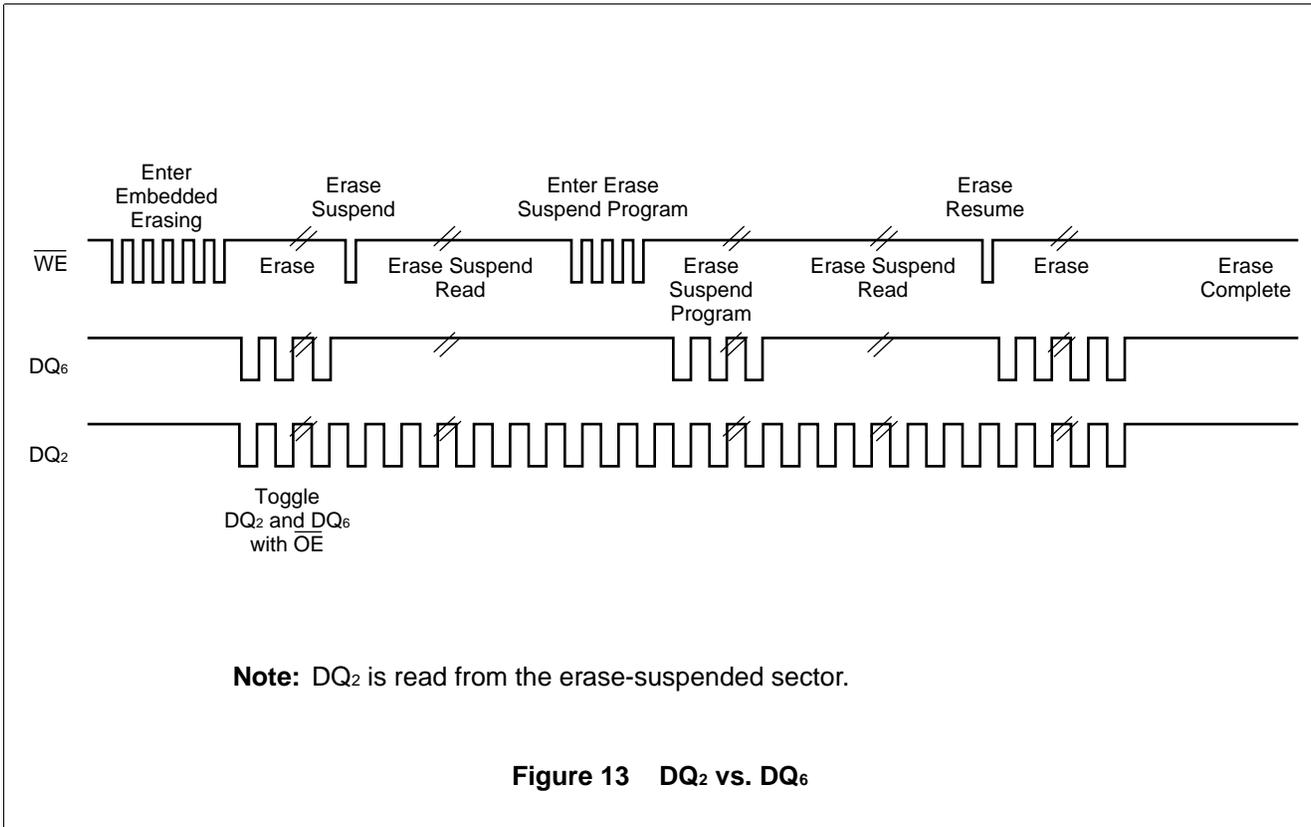 Enter
Embedded
Erasing
Erase
Suspend
Enter Erase
Suspend Program
Erase
Resume
WE
Erase
Erase Suspend
Read
Erase
Suspend
Program
Erase Suspend
Read
Erase
Erase
Complete
DQ6
DQ2
Toggle
DQ2 and DQ6
with OE
Note: DQ2 is read from the erase-suspended sector.
Figure 13 DQ2 vs. DQ6